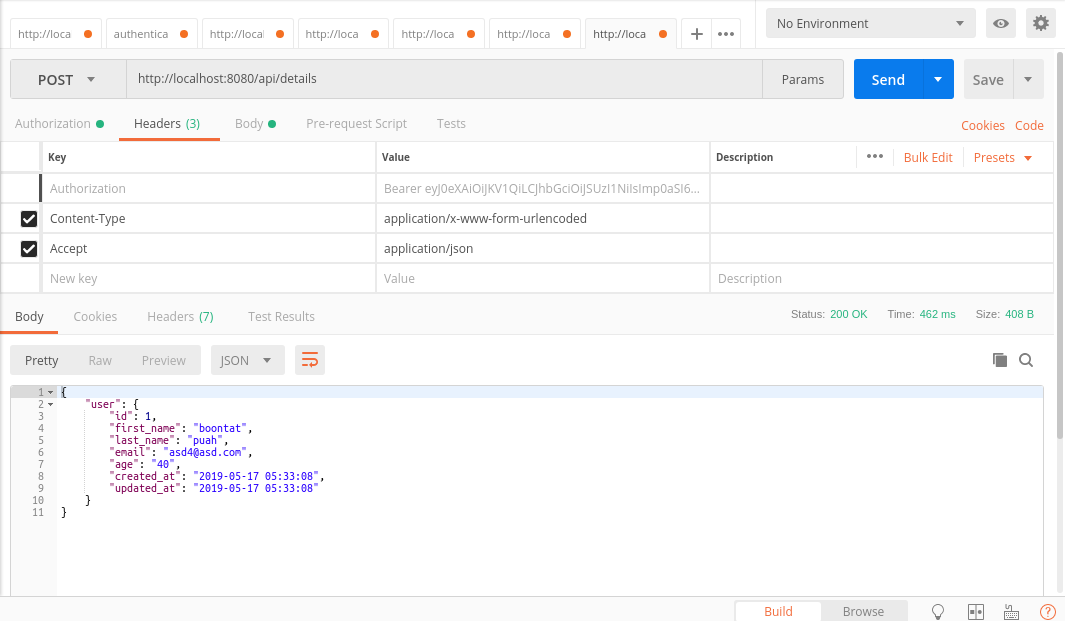 http://loca authentica http://local http://loca http://loca http://loca http://loca + ••• No Environment
POST http://localhost:8080/api/details Params Send Save
Authorization Headers (3) Body Pre-request Script Tests Cookies Code
Key Value Description ••• Bulk Edit Presets
Authorization Bearer eyJ0eXAiOiJKV1QiLCJhbGciOiJSUzI1NiIsImp0aSI6...
Content-Type application/x-www-form-urlencoded
Accept application/json
New key Value Description
Body Cookies Headers (7) Test Results Status: 200 OK Time: 462 ms Size: 408 B
Pretty Raw Preview JSON
1 {
2 "user": {
3 "id": 1,
4 "first_name": "boontat",
5 "last_name": "puah",
6 "email": "asd4@asd.com",
7 "age": "40",
8 "created_at": "2019-05-17 05:33:08",
9 "updated_at": "2019-05-17 05:33:08"
10 }
11 }
Build Browse ?